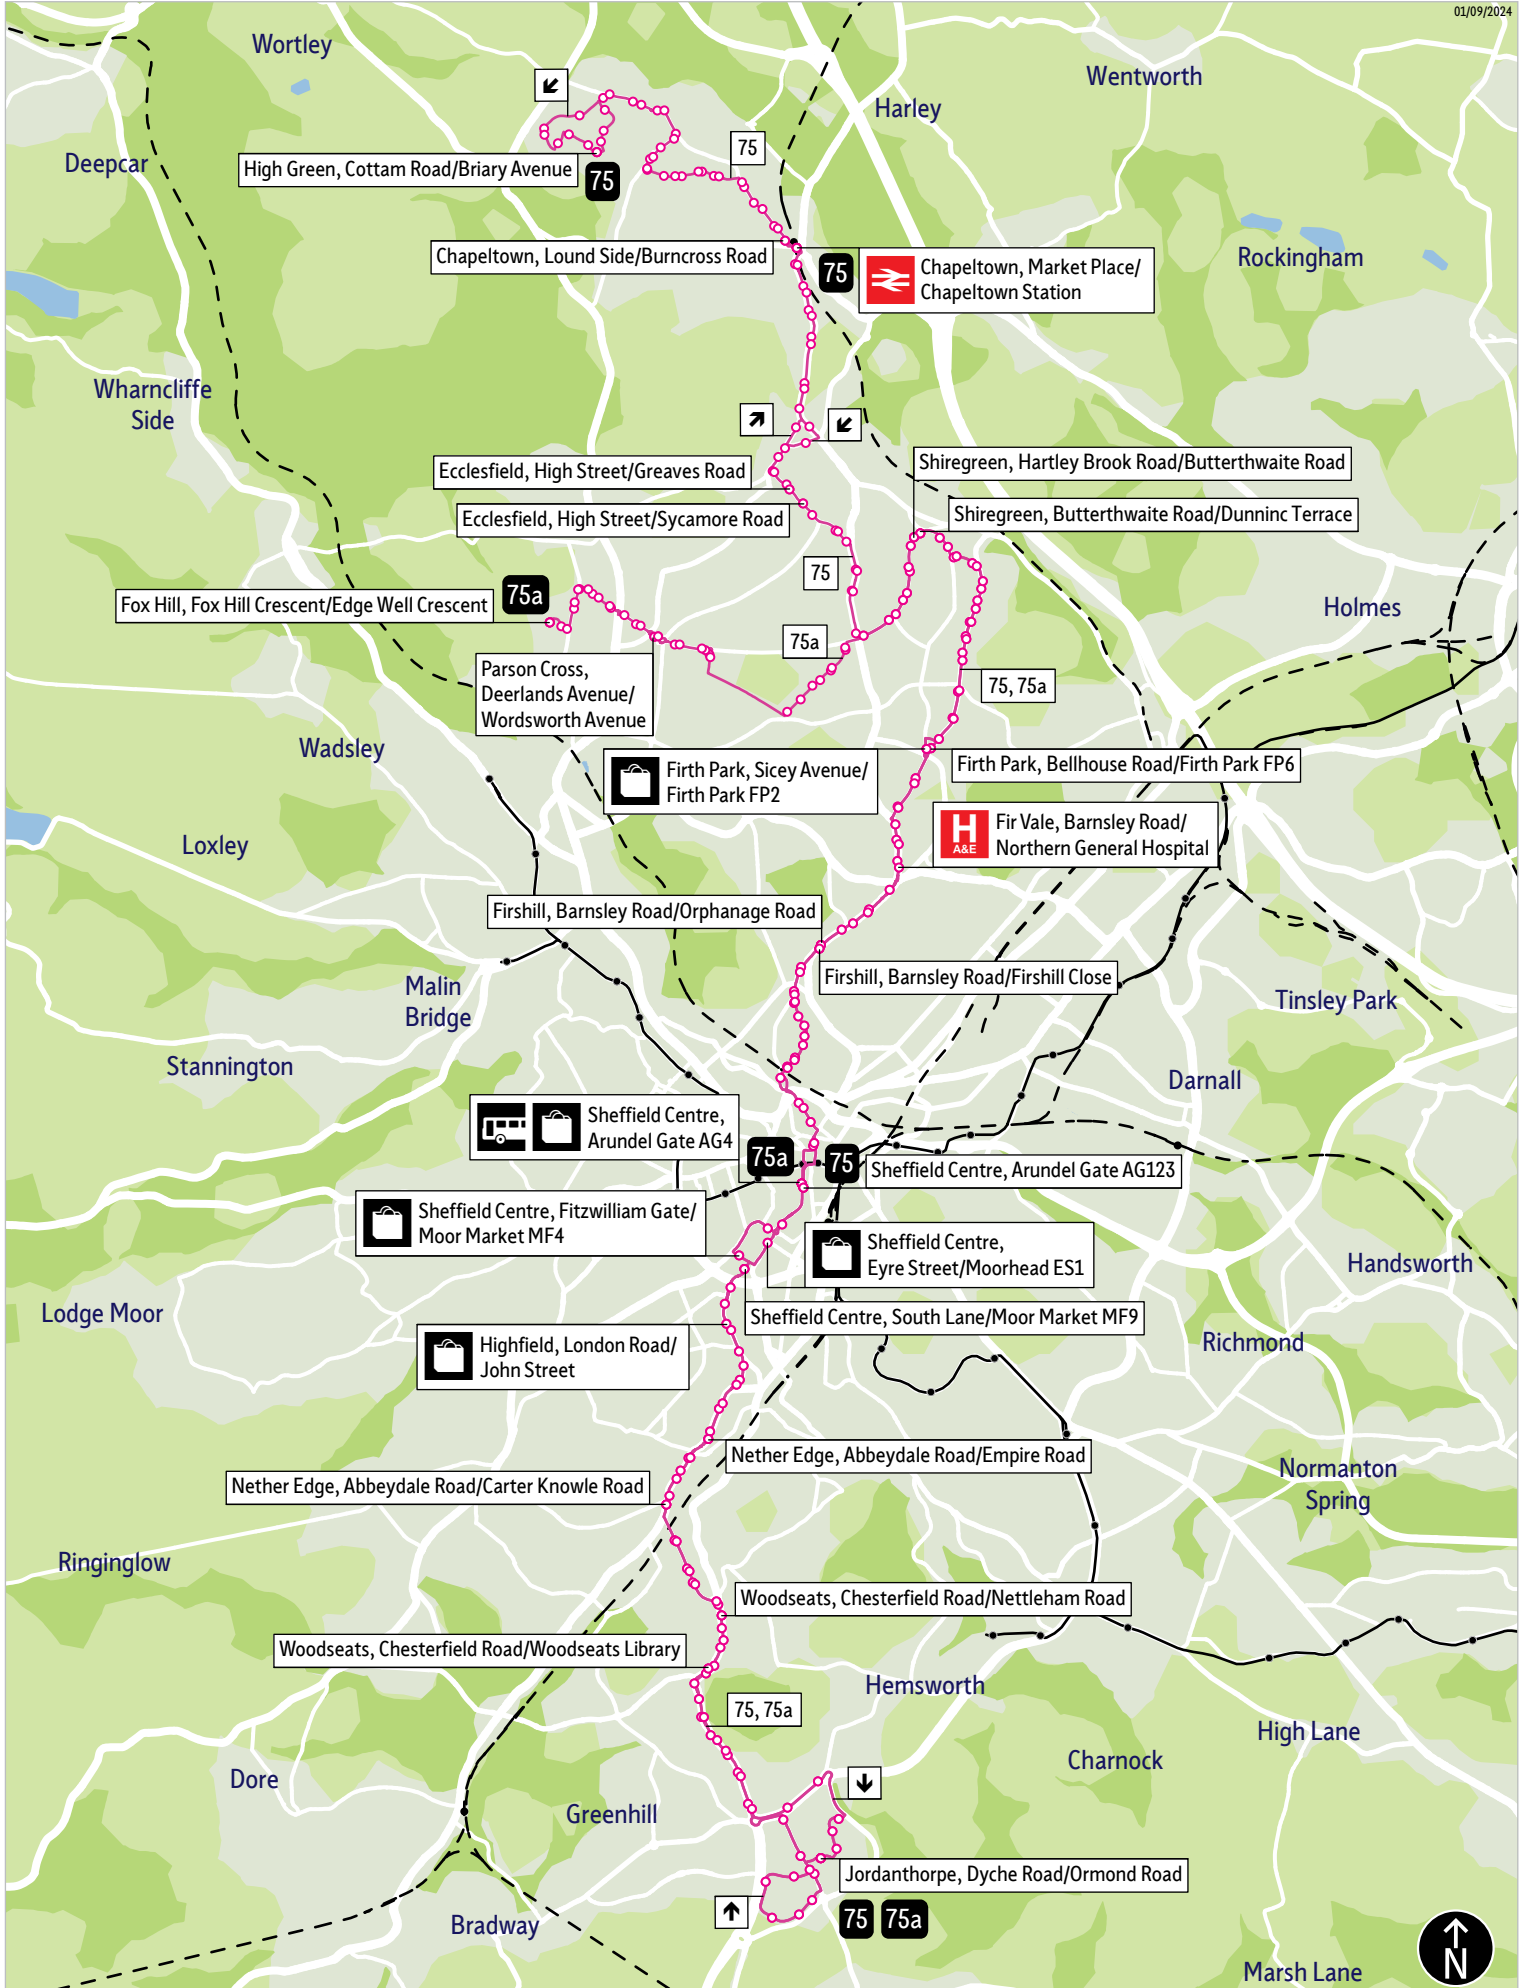 01/09/2024
Wortley
Wentworth
Harley
Deepcar
75
High Green, Cottam Road/Briary Avenue
75
Chapeltown, Lound Side/Burncross Road
75
Chapeltown, Market Place/
Chapeltown Station
Rockingham
Wharncliffe
Side
Ecclesfield, High Street/Greaves Road
Shiregreen, Hartley Brook Road/Butterthwaite Road
Ecclesfield, High Street/Sycamore Road
Shiregreen, Butterthwaite Road/Dunninc Terrace
75
Fox Hill, Fox Hill Crescent/Edge Well Crescent
75a
Holmes
75a
Parson Cross,
Deerlands Avenue/
Wordsworth Avenue
75, 75a
Wadsley
Firth Park, Sicey Avenue/
Firth Park FP2
Firth Park, Bellhouse Road/Firth Park FP6
H
A&E
Fir Vale, Barnsley Road/
Northern General Hospital
Loxley
Firshill, Barnsley Road/Orphanage Road
Firshill, Barnsley Road/Firshill Close
Malin
Bridge
Tinsley Park
Stannington
Darnall
Sheffield Centre,
Arundel Gate AG4
75a
75
Sheffield Centre, Arundel Gate AG123
Sheffield Centre, Fitzwilliam Gate/
Moor Market MF4
Sheffield Centre,
Eyre Street/Moorhead ES1
Handsworth
Lodge Moor
Sheffield Centre, South Lane/Moor Market MF9
Highfield, London Road/
John Street
Richmond
Nether Edge, Abbeydale Road/Empire Road
Nether Edge, Abbeydale Road/Carter Knowle Road
Normanton
Spring
Ringinglow
Woodseats, Chesterfield Road/Nettleham Road
Woodseats, Chesterfield Road/Woodseats Library
Hemsworth
75, 75a
High Lane
Charnock
Dore
Greenhill
Jordanthorpe, Dyche Road/Ormond Road
75
75a
Bradway
N
Marsh Lane